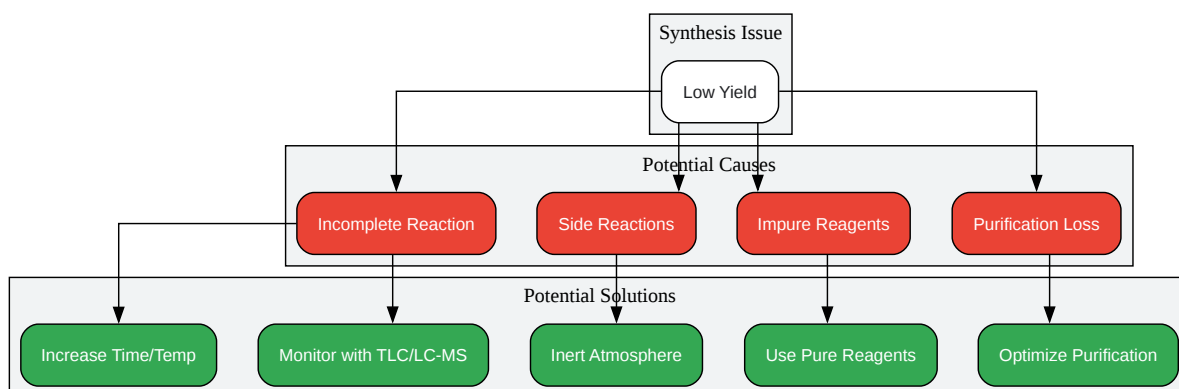 Synthesis Issue
Low Yield
Potential Causes
Incomplete Reaction
Side Reactions
Impure Reagents
Purification Loss
Potential Solutions
Increase Time/Temp
Monitor with TLC/LC-MS
Inert Atmosphere
Use Pure Reagents
Optimize Purification